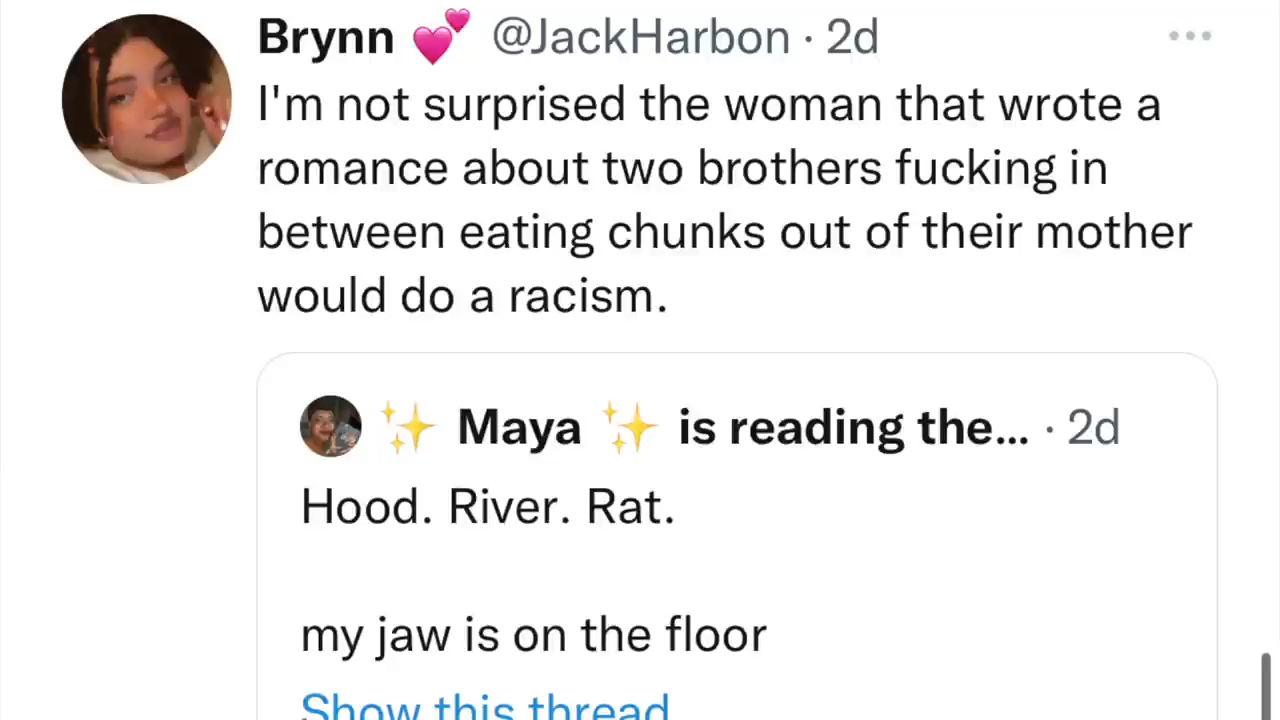 Brynn 💕 @JackHarbon · 2d
I'm not surprised the woman that wrote a
romance about two brothers fucking in
between eating chunks out of their mother
would do a racism.
✨ Maya ✨ is reading the... · 2d
Hood. River. Rat.
my jaw is on the floor
Show this thread